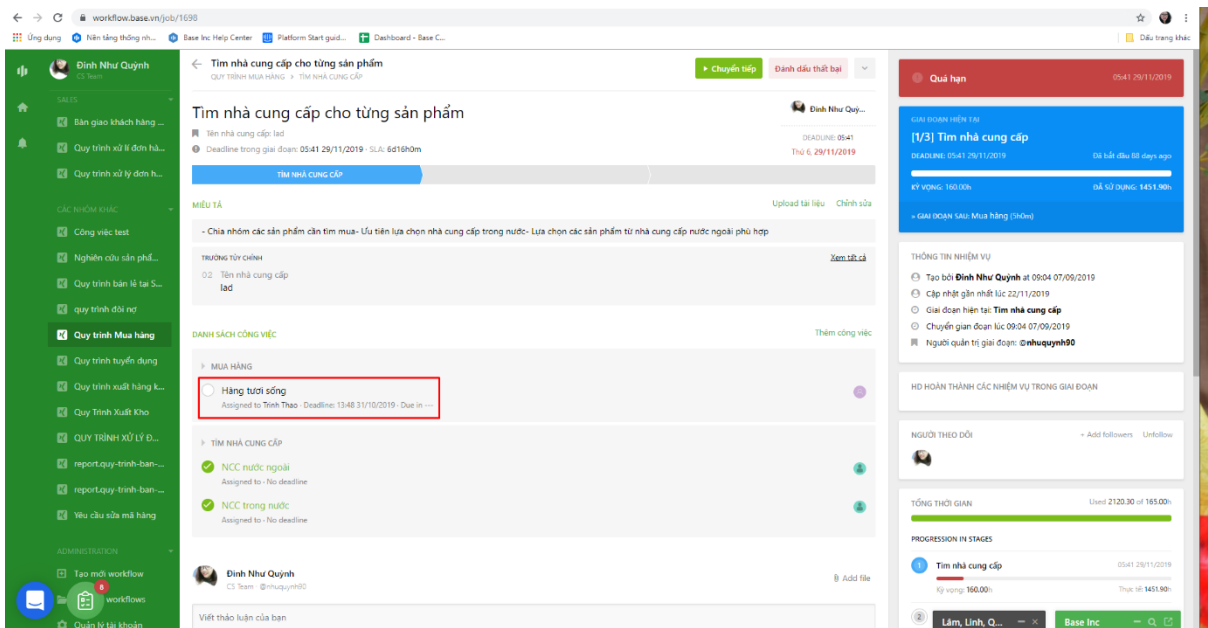 workflow.base.vn/job/1698
Ứng dụng
Nền tảng thống nh...
Base Inc Help Center
Platform Start guid...
Dashboard - Base C...
Dấu trang khác
Đinh Như Quỳnh
CS Team
SALES
Bàn giao khách hàng ...
Quy trình xử lí đơn hà...
Quy trình xử lý đơn h...
CÁC NHÓM KHÁC
Công việc test
Nghiên cứu sản phẩ...
Quy trình bán lẻ tại S...
quy trình đòi nợ
Quy trình Mua hàng
Quy trình tuyển dụng
Quy trình xuất hàng k...
Quy Trình Xuất Kho
QUY TRÌNH XỬ LÝ Đ...
report.quy-trinh-ban-...
report.quy-trinh-ban-...
Yêu cầu sửa mã hàng
ADMINISTRATION
Tạo mới workflow
8
workflows
Quản lý tài khoản
Tìm nhà cung cấp cho từng sản phẩm
QUY TRÌNH MUA HÀNG > TÌM NHÀ CUNG CẤP
Chuyển tiếp
Đánh dấu thất bại
Tìm nhà cung cấp cho từng sản phẩm
Tên nhà cung cấp: lad
Deadline trong giai đoạn: 05:41 29/11/2019 · SLA: 6d16h0m
Đinh Như Quỳ...
DEADLINE: 05:41
Thứ 6, 29/11/2019
TÌM NHÀ CUNG CẤP
MIÊU TẢ
Upload tài liệu
Chỉnh sửa
- Chia nhóm các sản phẩm cần tìm mua- Ưu tiên lựa chọn nhà cung cấp trong nước- Lựa chọn các sản phẩm từ nhà cung cấp nước ngoài phù hợp
TRƯỜNG TÙY CHỈNH
Xem tất cả
02 Tên nhà cung cấp
lad
DANH SÁCH CÔNG VIỆC
Thêm công việc
MUA HÀNG
Hàng tươi sống
Assigned to Trinh Thao · Deadline: 13:48 31/10/2019 · Due in ---
TÌM NHÀ CUNG CẤP
NCC nước ngoài
Assigned to · No deadline
NCC trong nước
Assigned to · No deadline
Đinh Như Quỳnh
CS Team @nhuquynh90
Add file
Viết thảo luận của bạn
Quá hạn
05:41 29/11/2019
GIAI ĐOẠN HIỆN TẠI
[1/3] Tìm nhà cung cấp
DEADLINE: 05:41 29/11/2019
Đã bắt đầu 88 days ago
KỲ VỌNG: 160.00h
ĐÃ SỬ DỤNG: 1451.90h
» GIAI ĐOẠN SAU: Mua hàng (5h0m)
THÔNG TIN NHIỆM VỤ
Tạo bởi Đinh Như Quỳnh at 09:04 07/09/2019
Cập nhật gần nhất lúc 22/11/2019
Giai đoạn hiện tại: Tìm nhà cung cấp
Chuyển gian đoạn lúc 09:04 07/09/2019
Người quản trị giai đoạn: @nhuquynh90
HD HOÀN THÀNH CÁC NHIỆM VỤ TRONG GIAI ĐOẠN
NGƯỜI THEO DÕI
+ Add followers
Unfollow
TỔNG THỜI GIAN
Used 2120.30 of 165.00h
PROGRESSION IN STAGES
1
Tìm nhà cung cấp
05:41 29/11/2019
Kỳ vọng: 160.00h
Thực tế: 1451.90h
2
Lâm, Linh, Q...
Base Inc